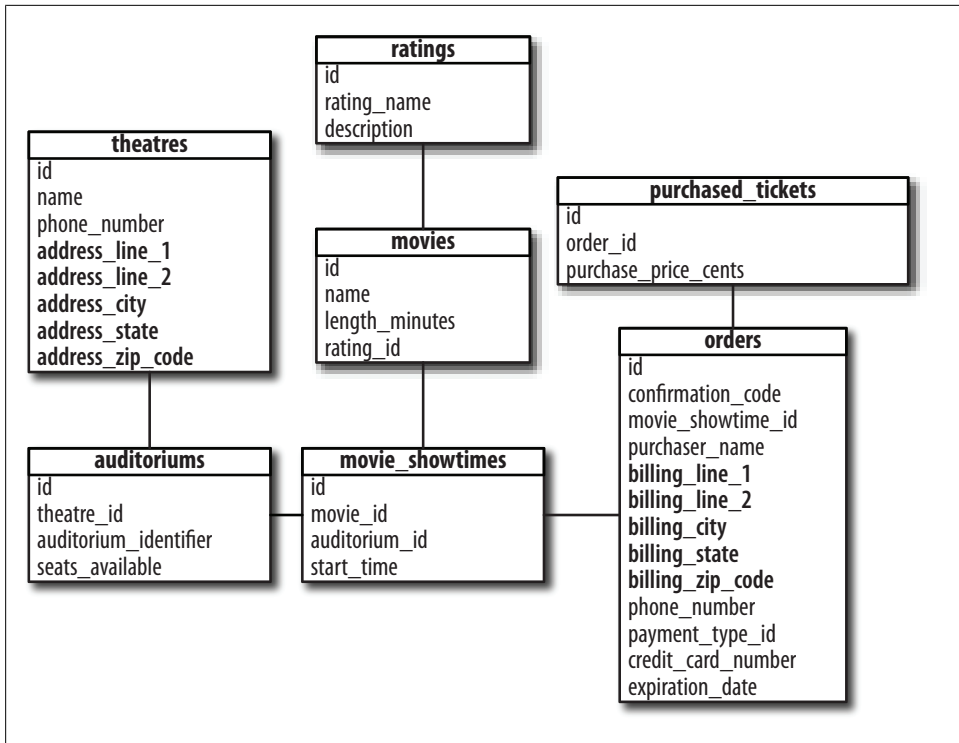 ratings
id
rating_name
description
theatres
id
name
phone_number
address_line_1
address_line_2
address_city
address_state
address_zip_code
movies
id
name
length_minutes
rating_id
purchased_tickets
id
order_id
purchase_price_cents
auditoriums
id
theatre_id
auditorium_identifier
seats_available
movie_showtimes
id
movie_id
auditorium_id
start_time
orders
id
confirmation_code
movie_showtime_id
purchaser_name
billing_line_1
billing_line_2
billing_city
billing_state
billing_zip_code
phone_number
payment_type_id
credit_card_number
expiration_date